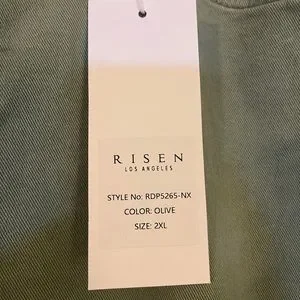 RISEN
LOS ANGELES
STYLE No: RDP5265-NX
COLOR: OLIVE
SIZE: 2XL